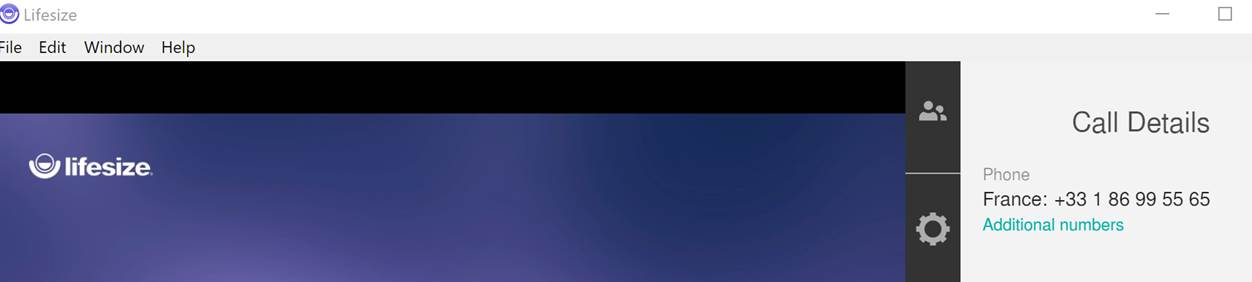 Lifesize
File Edit Window Help
lifesize
Call Details
Phone
France: +33 1 86 99 55 65
Additional numbers